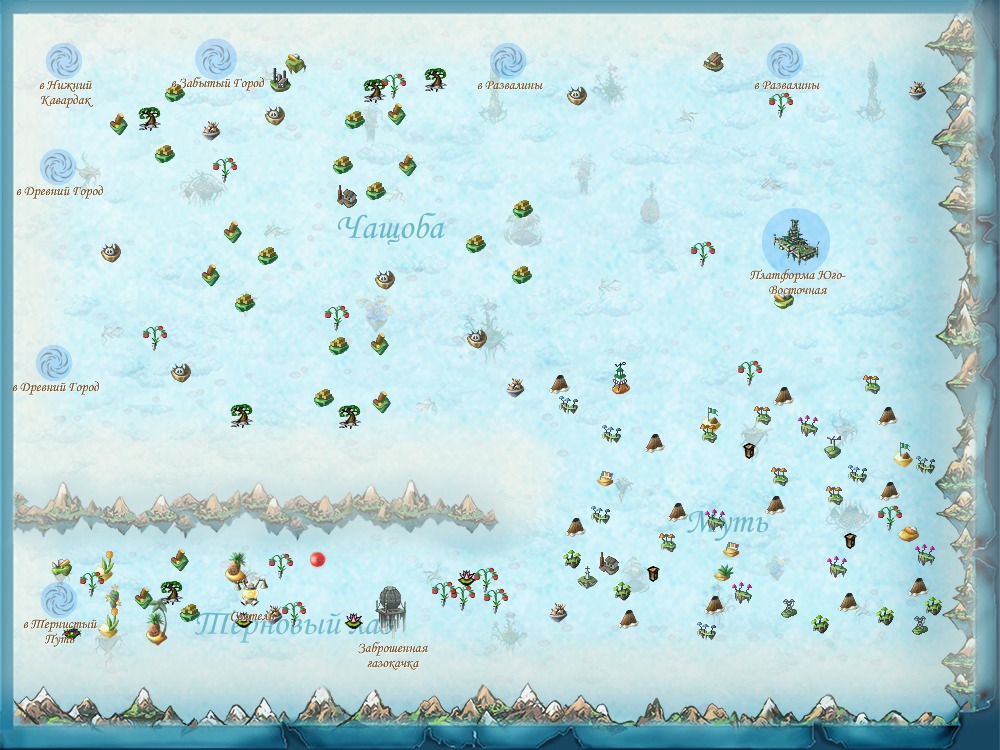 в Нижний
Кавардак
в Забытый Город
в Развалины
в Развалины
в Древний Город
Чащоба
Платформа Юго-
Восточная
в Древний Город
Муть
в Тернистый
Путь
Терновый лаз
Заброшенная
газокачка